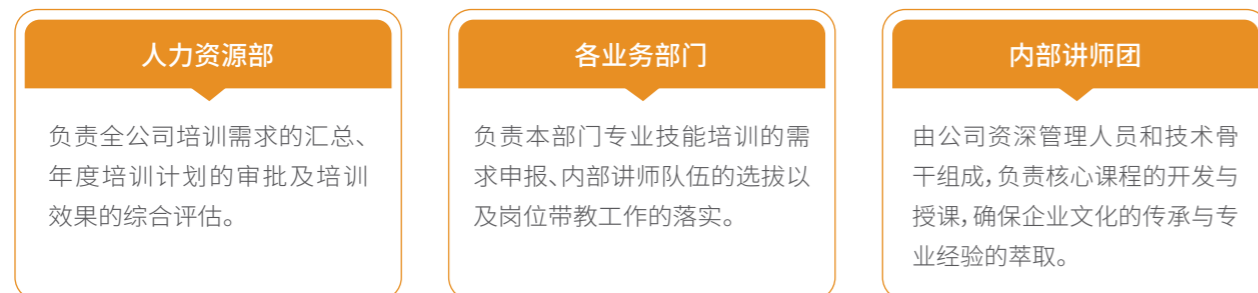 人力资源部
负责全公司培训需求的汇总、
年度培训计划的审批及培训
效果的综合评估。
各业务部门
负责本部门专业技能培训的需
求申报、内部讲师队伍的选拔以
及岗位带教工作的落实。
内部讲师团
由公司资深管理人员和技术骨
干组成，负责核心课程的开发与
授课，确保企业文化的传承与专
业经验的萃取。